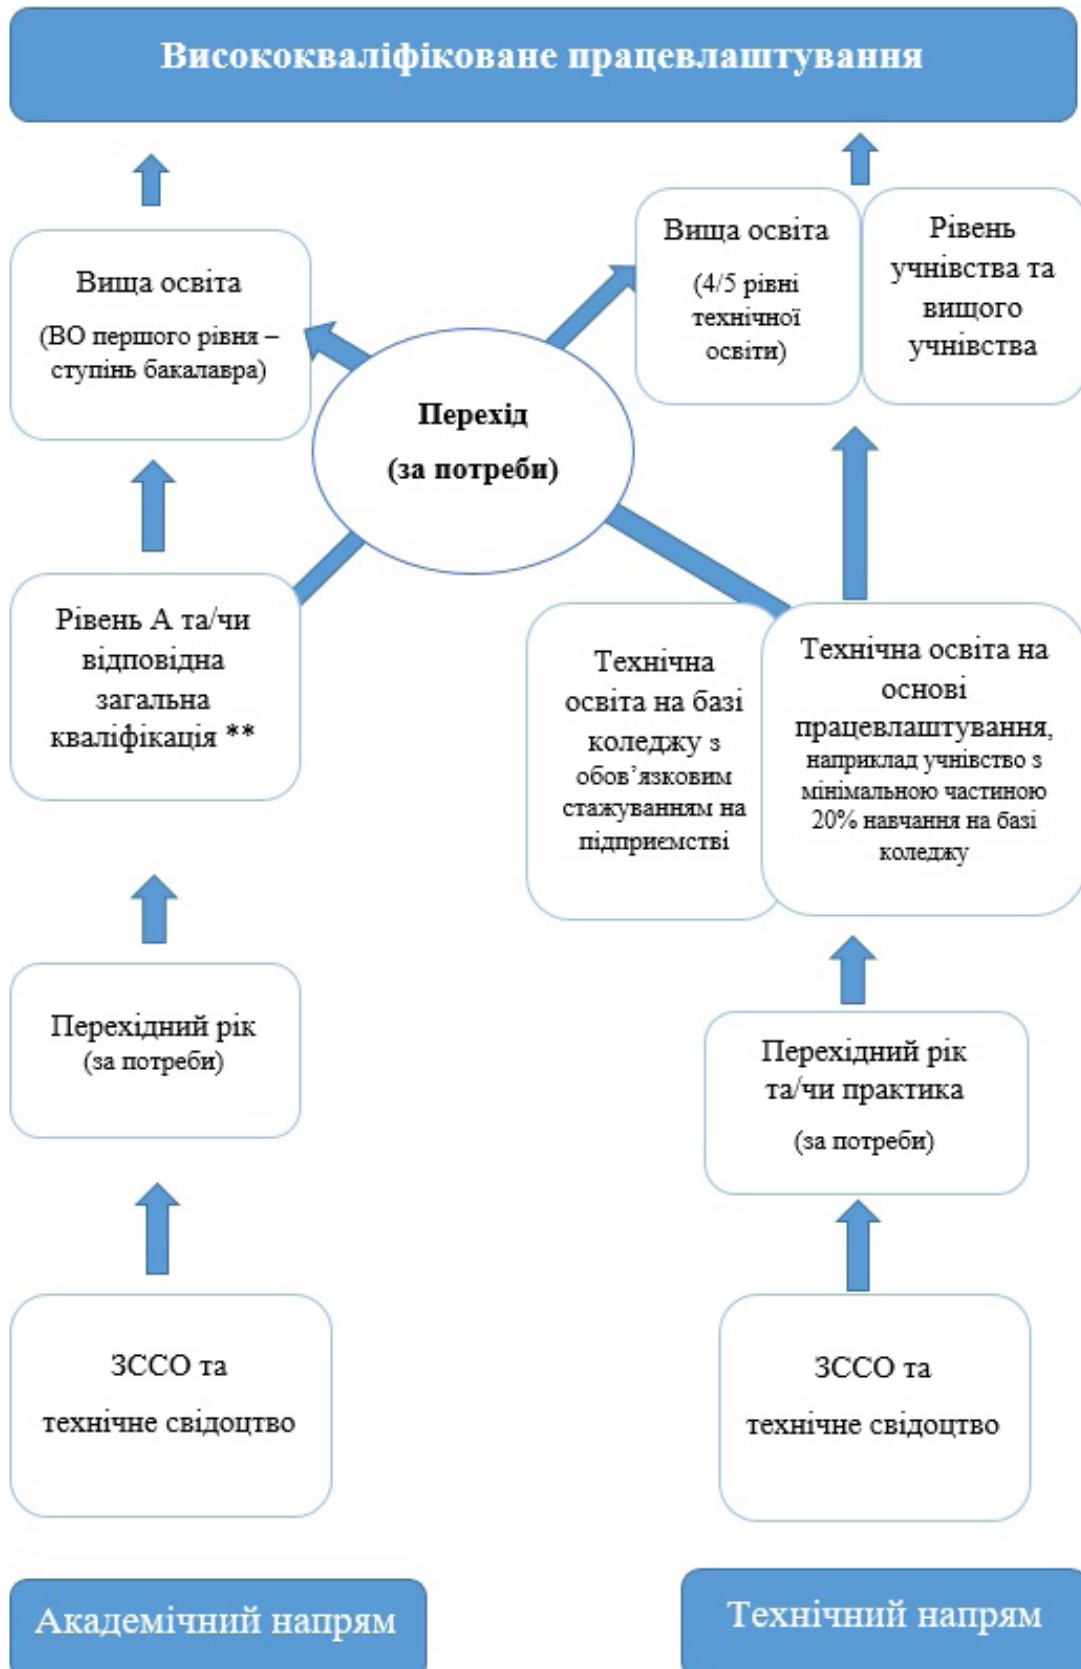 Висококваліфіковане працевлаштування
Вища освіта
(ВО першого рівня –
ступінь бакалавра)
Перехід
(за потреби)
Вища освіта
(4/5 рівні
технічної
освіти)
Рівень
учнівства та
вищого
учнівства
Рівень А та/чи
відповідна
загальна
кваліфікація **
Технічна
освіта на базі
коледжу з
обов’язковим
стажуванням на
підприємстві
Технічна освіта на
основі
працевлаштування,
наприклад учнівство з
мінімальною частиною
20% навчання на базі
коледжу
Перехідний рік
(за потреби)
Перехідний рік
та/чи практика
(за потреби)
ЗССО та
технічне свідоцтво
ЗССО та
технічне свідоцтво
Академічний напрям
Технічний напрям